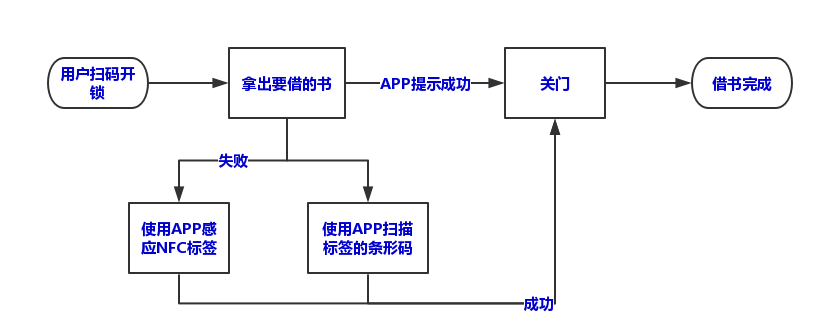 用户扫码开
锁
拿出要借的书
APP提示成功
关门
借书完成
失败
使用APP感
应NFC标签
使用APP扫描
标签的条形码
成功